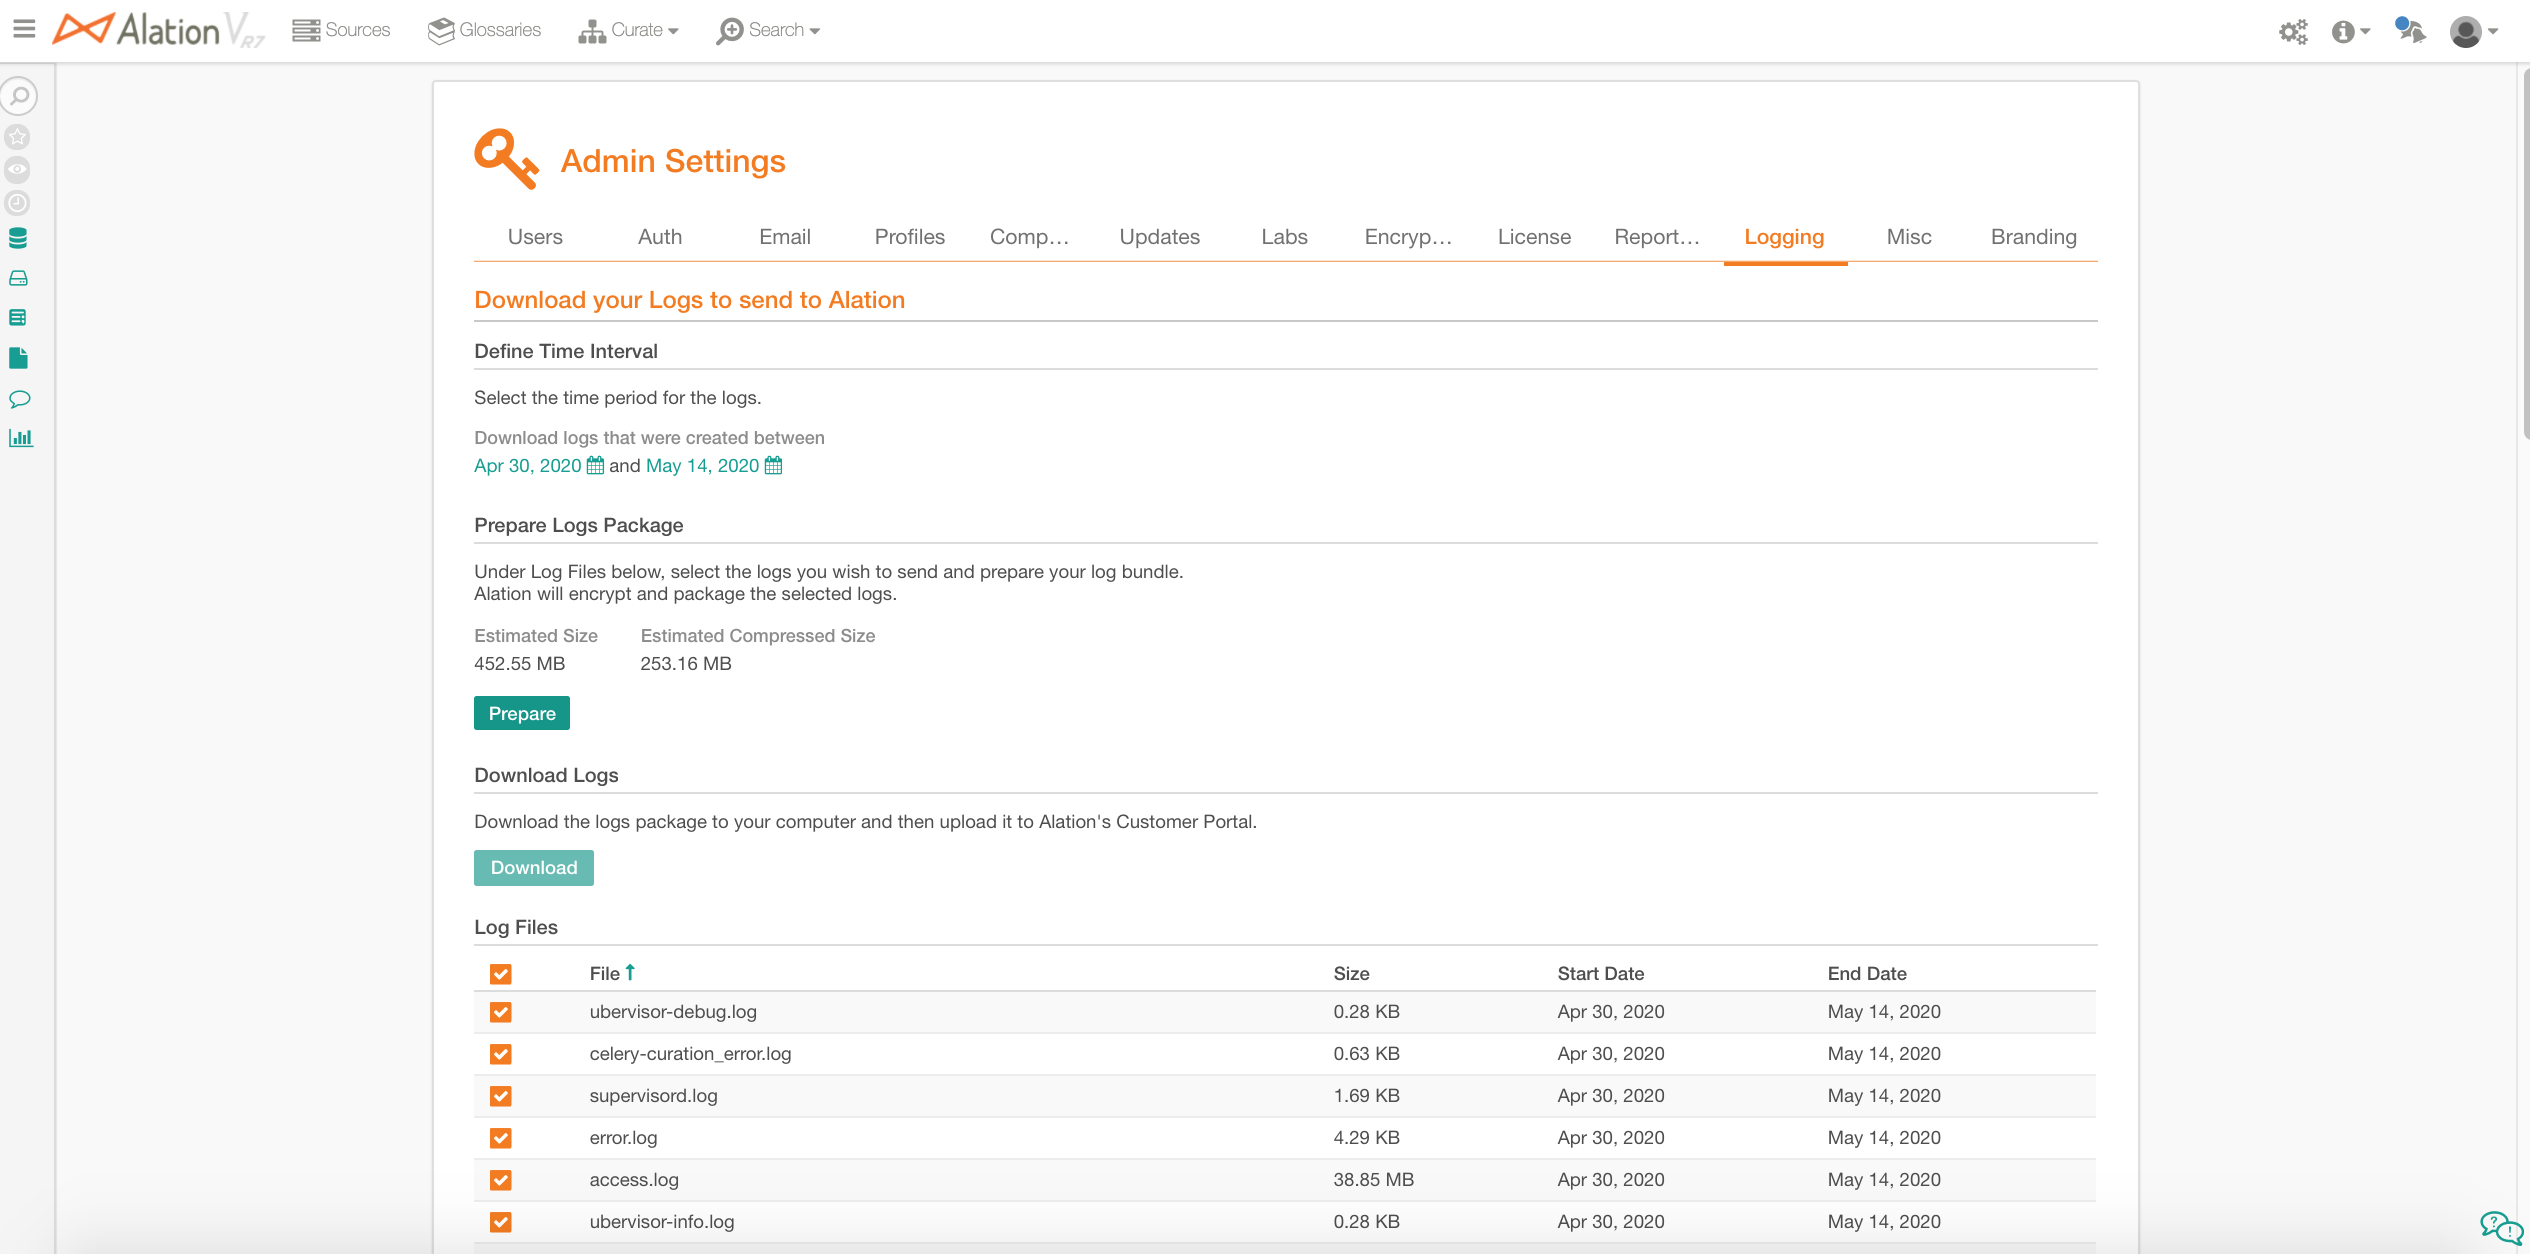 Alation V R7 Sources Glossaries Curate Search
Admin Settings
Users Auth Email Profiles Comp... Updates Labs Encryp... License Report... Logging Misc Branding
Download your Logs to send to Alation
Define Time Interval
Select the time period for the logs.
Download logs that were created between
Apr 30, 2020 and May 14, 2020
Prepare Logs Package
Under Log Files below, select the logs you wish to send and prepare your log bundle.
Alation will encrypt and package the selected logs.
Estimated Size Estimated Compressed Size
452.55 MB 253.16 MB
Prepare
Download Logs
Download the logs package to your computer and then upload it to Alation's Customer Portal.
Download
Log Files
File Size Start Date End Date
ubervisor-debug.log 0.28 KB Apr 30, 2020 May 14, 2020
celery-curation_error.log 0.63 KB Apr 30, 2020 May 14, 2020
supervisord.log 1.69 KB Apr 30, 2020 May 14, 2020
error.log 4.29 KB Apr 30, 2020 May 14, 2020
access.log 38.85 MB Apr 30, 2020 May 14, 2020
ubervisor-info.log 0.28 KB Apr 30, 2020 May 14, 2020